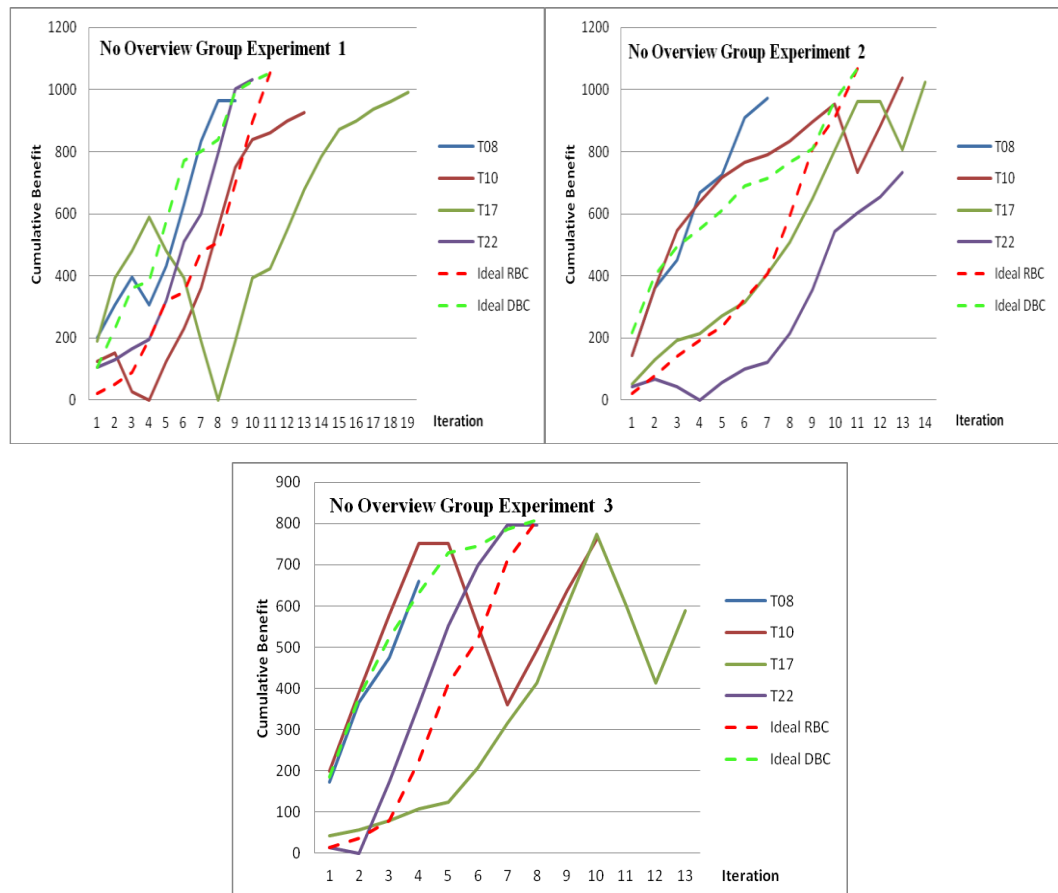 No Overview Group Experiment 1
Cumulative Benefit
1200
1000
800
600
400
200
0
1 2 3 4 5 6 7 8 9 10 11 12 13 14 15 16 17 18 19
Iteration
T08
T10
T17
T22
Ideal RBC
Ideal DBC
No Overview Group Experiment 2
Cumulative Benefit
1200
1000
800
600
400
200
0
1 2 3 4 5 6 7 8 9 10 11 12 13 14
Iteration
T08
T10
T17
T22
Ideal RBC
Ideal DBC
No Overview Group Experiment 3
Cumulative Benefit
900
800
700
600
500
400
300
200
100
0
1 2 3 4 5 6 7 8 9 10 11 12 13
Iteration
T08
T10
T17
T22
Ideal RBC
Ideal DBC